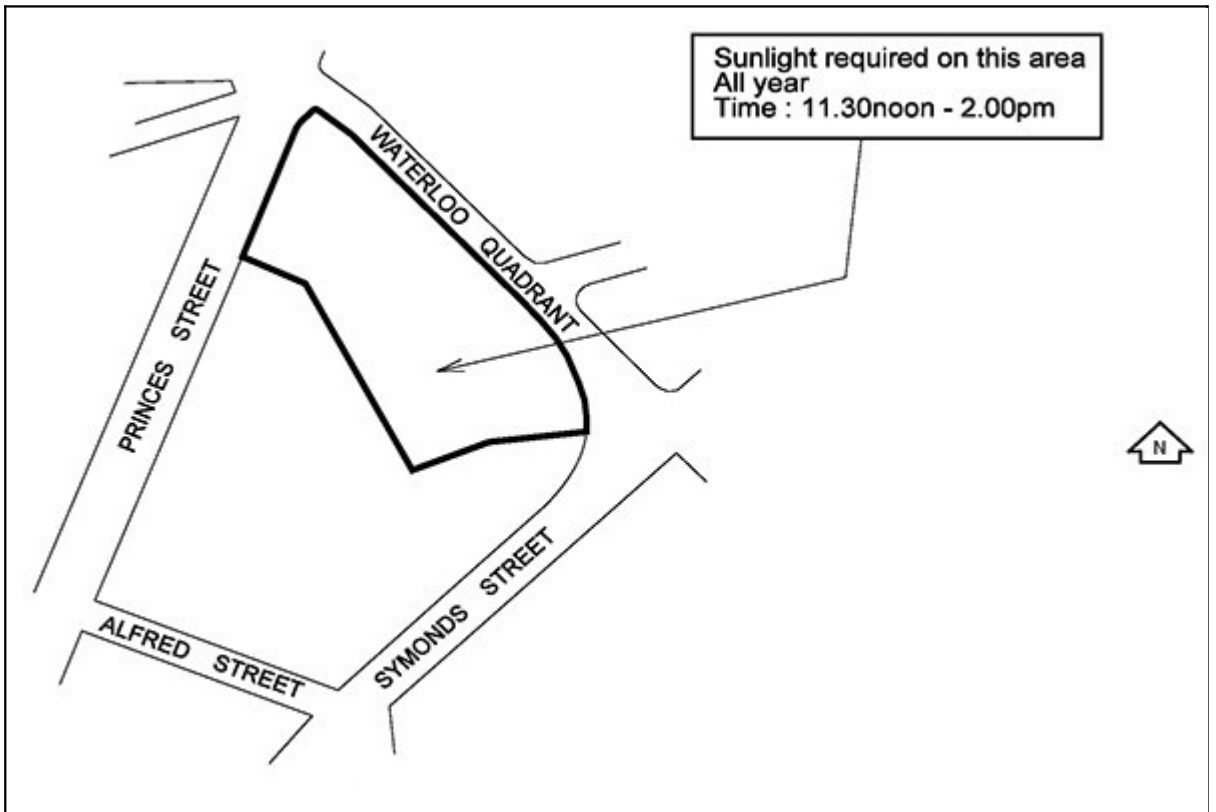 Sunlight required on this area
All year
Time : 11.30noon - 2.00pm
WATERLOO QUADRANT
PRINCES STREET
N
SYMONDS STREET
ALFRED STREET